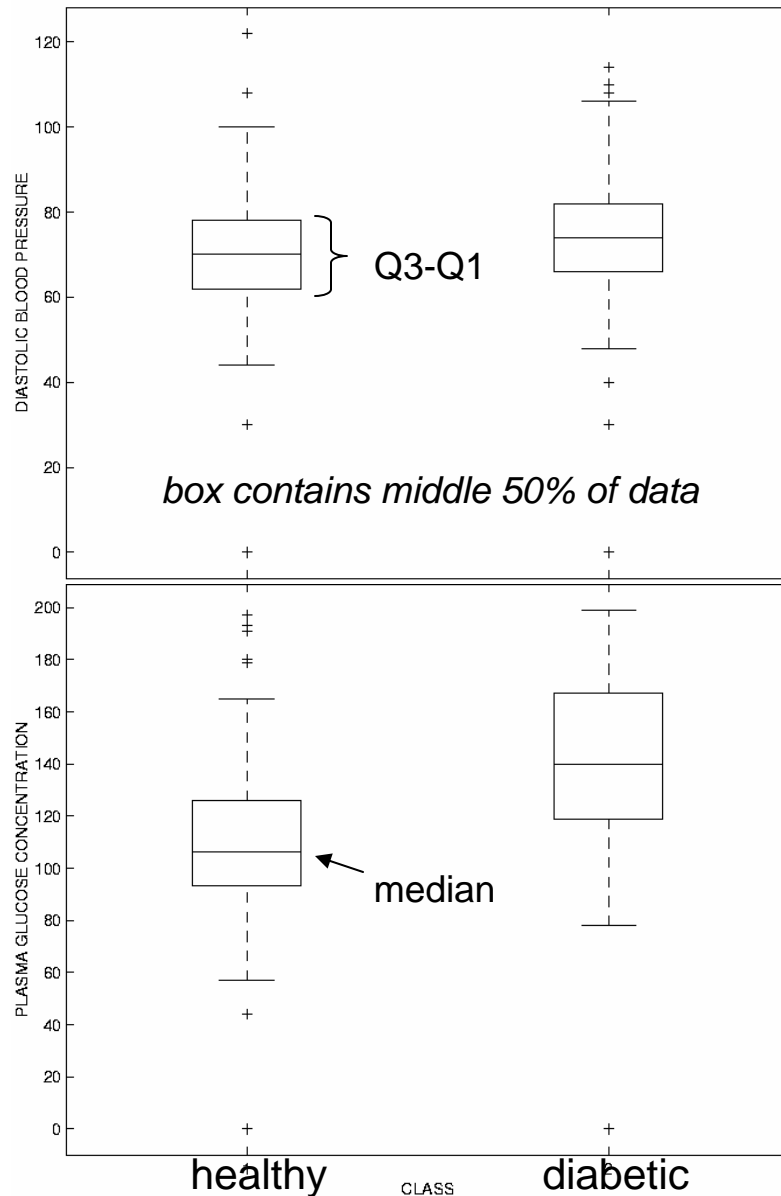 120
100
80
60
40
20
0
DIASTOLIC BLOOD PRESSURE
Q3-Q1
box contains middle 50% of data
200
180
160
140
120
100
80
60
40
20
0
PLASMA GLUCOSE CONCENTRATION
median
healthy
CLASS
diabetic